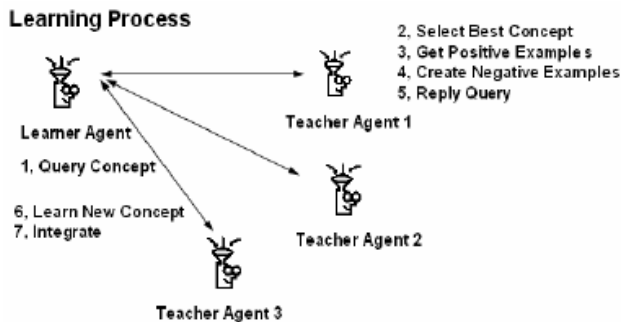 Learning Process
2, Select Best Concept
3, Get Positive Examples
4, Create Negative Examples
5, Reply Query
Learner Agent
Teacher Agent 1
1, Query Concept
6, Learn New Concept
7, Integrate
Teacher Agent 2
Teacher Agent 3